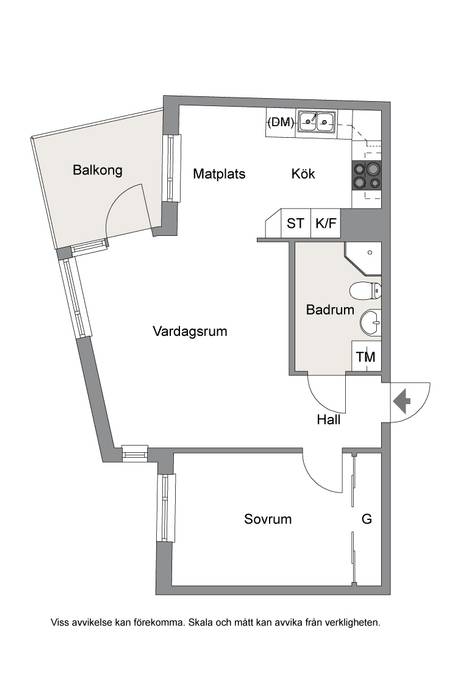 (DM)
Balkong
Matplats
Kök
ST
K/F
Badrum
Vardagsrum
TM
Hall
Sovrum
G
Viss avvikelse kan förekomma. Skala och mått kan avvika från verkligheten.